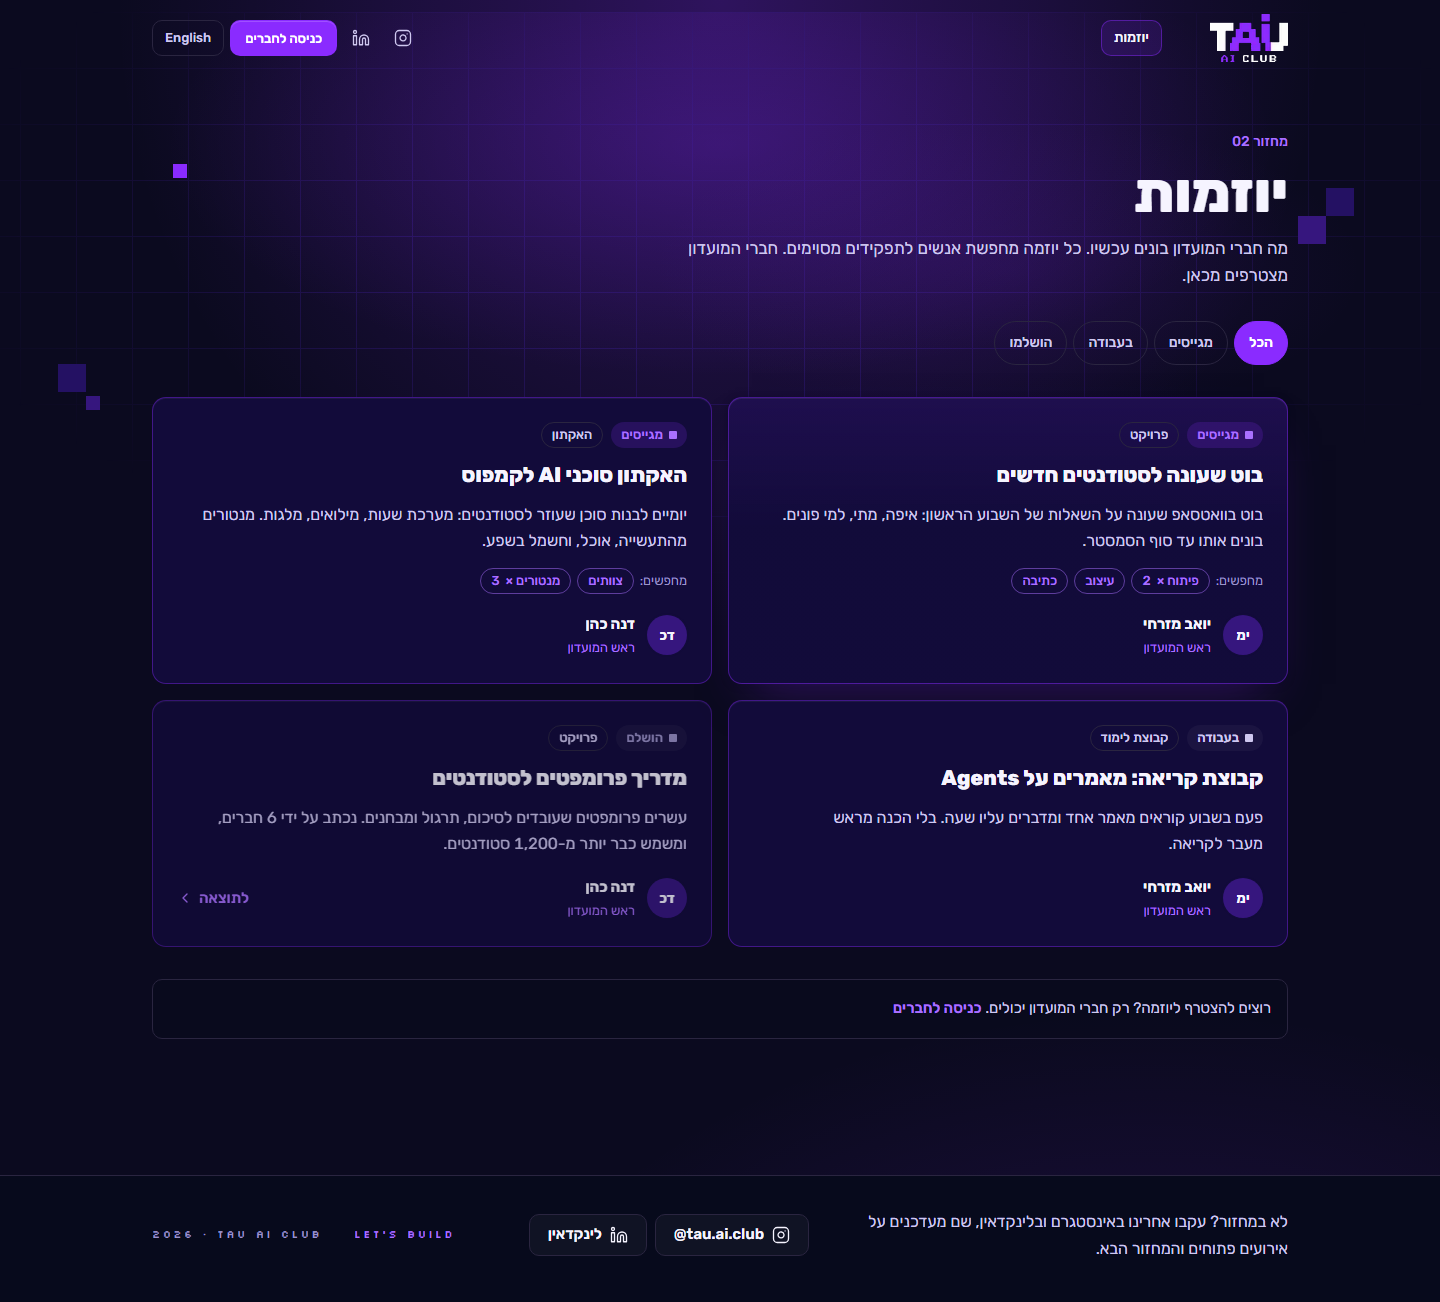 TAU
AI CLUB
יוזמות
כניסה לחברים
English
מחזור 02
יוזמות
מה חברי המועדון בונים עכשיו. כל יוזמה מחפשת אנשים לתפקידים מסוימים. חברי המועדון
מצטרפים מכאן.
הכל
מגייסים
בעבודה
הושלמו
מגייסים
פרויקט
בוט שעונה לסטודנטים חדשים
בוט בוואטסאפ שעונה על השאלות של השבוע הראשון: איפה, מתי, למי פונים.
בונים אותו עד סוף הסמסטר.
מחפשים: פיתוח × 2 עיצוב כתיבה
ימ
יואב מזרחי
ראש המועדון
מגייסים
האקתון
האקתון סוכני AI לקמפוס
יומיים לבנות סוכן שעוזר לסטודנטים: מערכת שעות, מילואים, מלגות. מנטורים
מהתעשייה, אוכל, וחשמל בשפע.
מחפשים: צוותים מנטורים × 3
דכ
דנה כהן
ראש המועדון
בעבודה
קבוצת לימוד
קבוצת קריאה: מאמרים על Agents
פעם בשבוע קוראים מאמר אחד ומדברים עליו שעה. בלי הכנה מראש
מעבר לקריאה.
ימ
יואב מזרחי
ראש המועדון
הושלם
פרויקט
מדריך פרומפטים לסטודנטים
עשרים פרומפטים שעובדים לסיכום, תרגול ומבחנים. נכתב על ידי 6 חברים,
ומשמש כבר יותר מ-1,200 סטודנטים.
דכ
דנה כהן
ראש המועדון
לתוצאה
רוצים להצטרף ליוזמה? רק חברי המועדון יכולים. כניסה לחברים
לא במחזור? עקבו אחרינו באינסטגרם ובלינקדאין, שם מעדכנים על
אירועים פתוחים והמחזור הבא.
@tau.ai.club
לינקדאין
LET'S BUILD
2026 · TAU AI CLUB